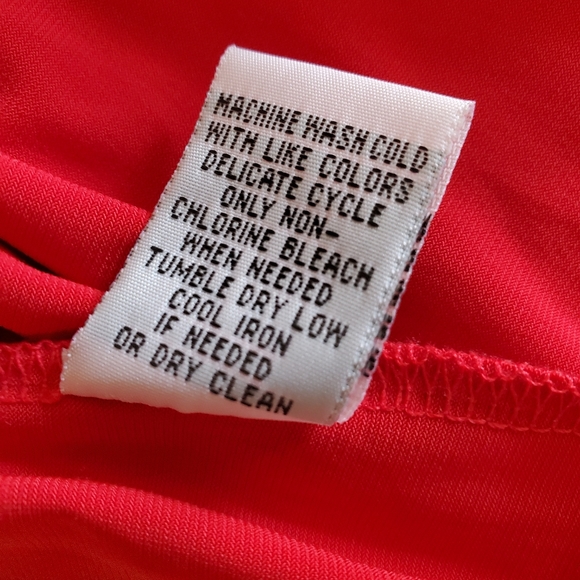 MACHINE WASH COLD
WITH LIKE COLORS
DELICATE CYCLE
ONLY NON-
CHLORINE BLEACH
WHEN NEEDED
TUMBLE DRY LOW
COOL IRON
IF NEEDED
OR DRY CLEAN